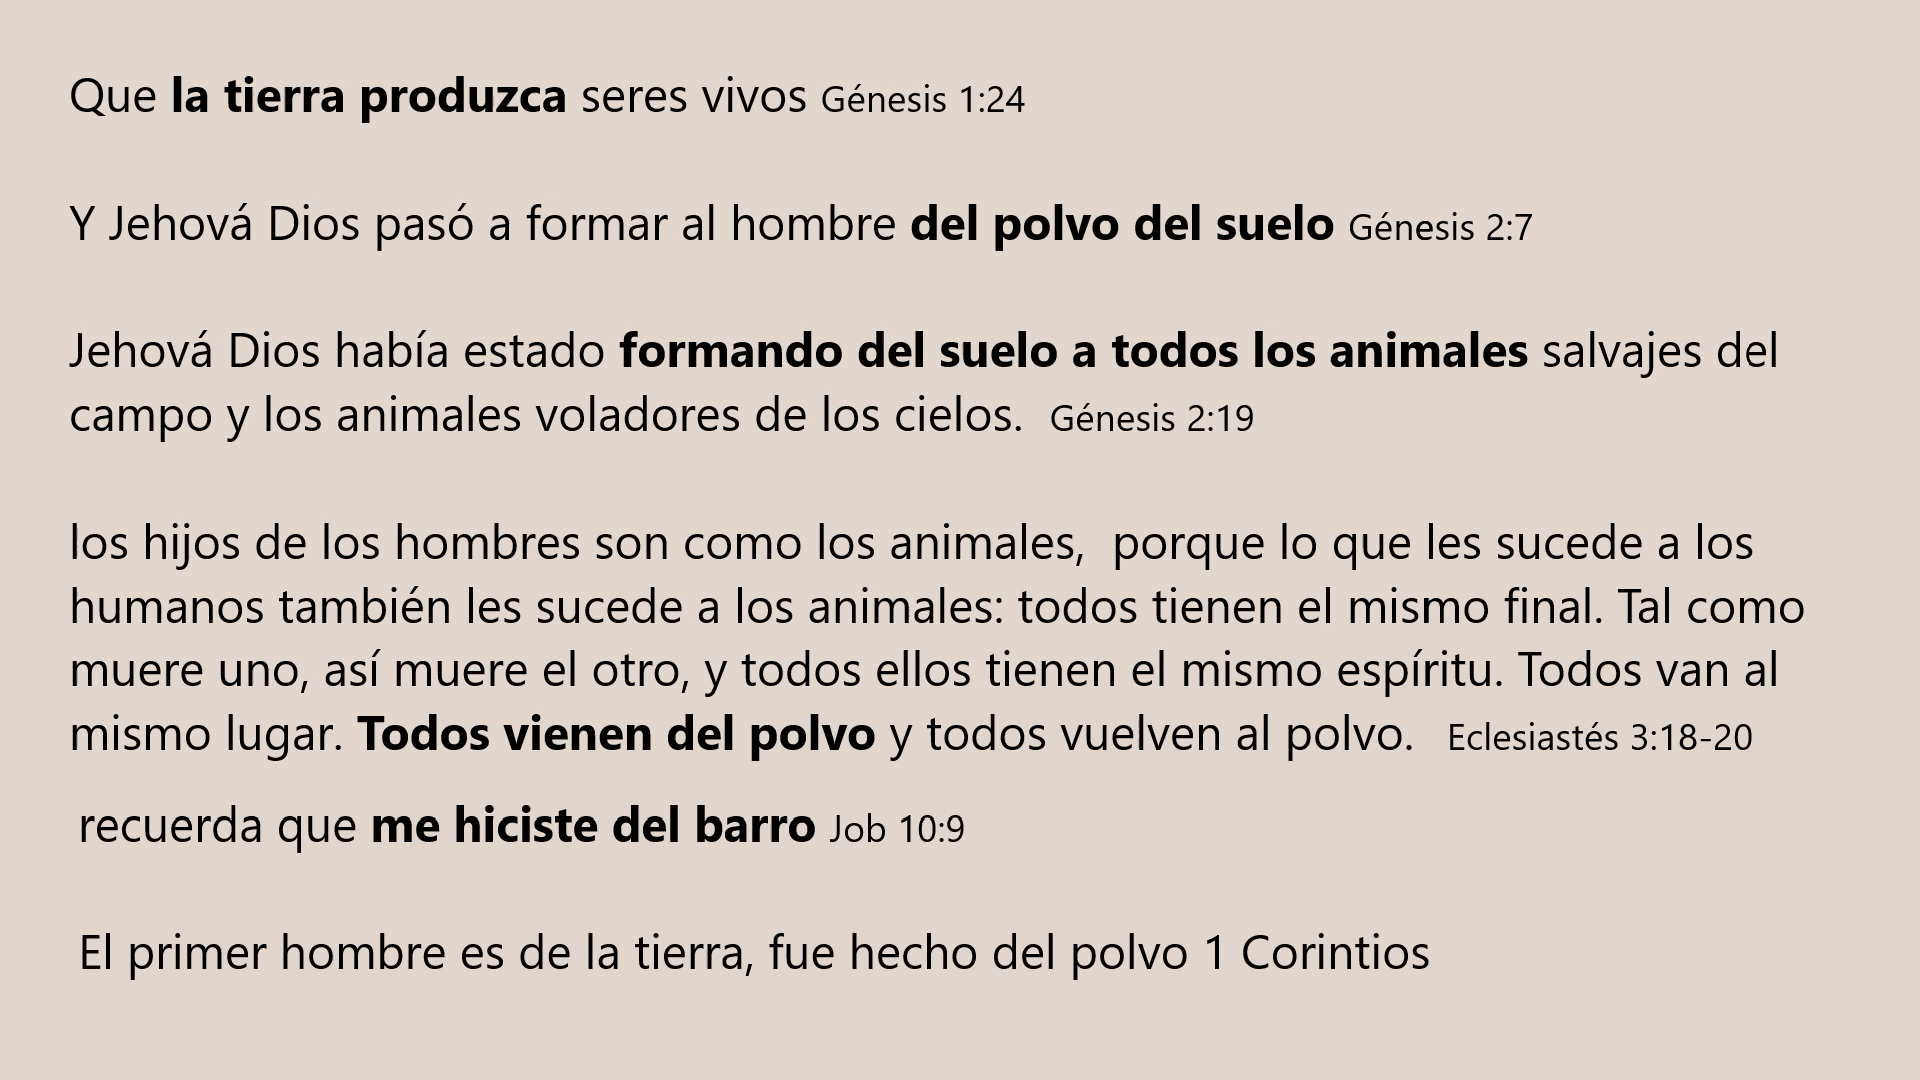 Que la tierra produzca seres vivos Génesis 1:24
Y Jehová Dios pasó a formar al hombre del polvo del suelo Génesis 2:7
Jehová Dios había estado formando del suelo a todos los animales salvajes del
campo y los animales voladores de los cielos. Génesis 2:19
los hijos de los hombres son como los animales, porque lo que les sucede a los
humanos también les sucede a los animales: todos tienen el mismo final. Tal como
muere uno, así muere el otro, y todos ellos tienen el mismo espíritu. Todos van al
mismo lugar. Todos vienen del polvo y todos vuelven al polvo. Eclesiastés 3:18-20
recuerda que me hiciste del barro Job 10:9
El primer hombre es de la tierra, fue hecho del polvo 1 Corintios